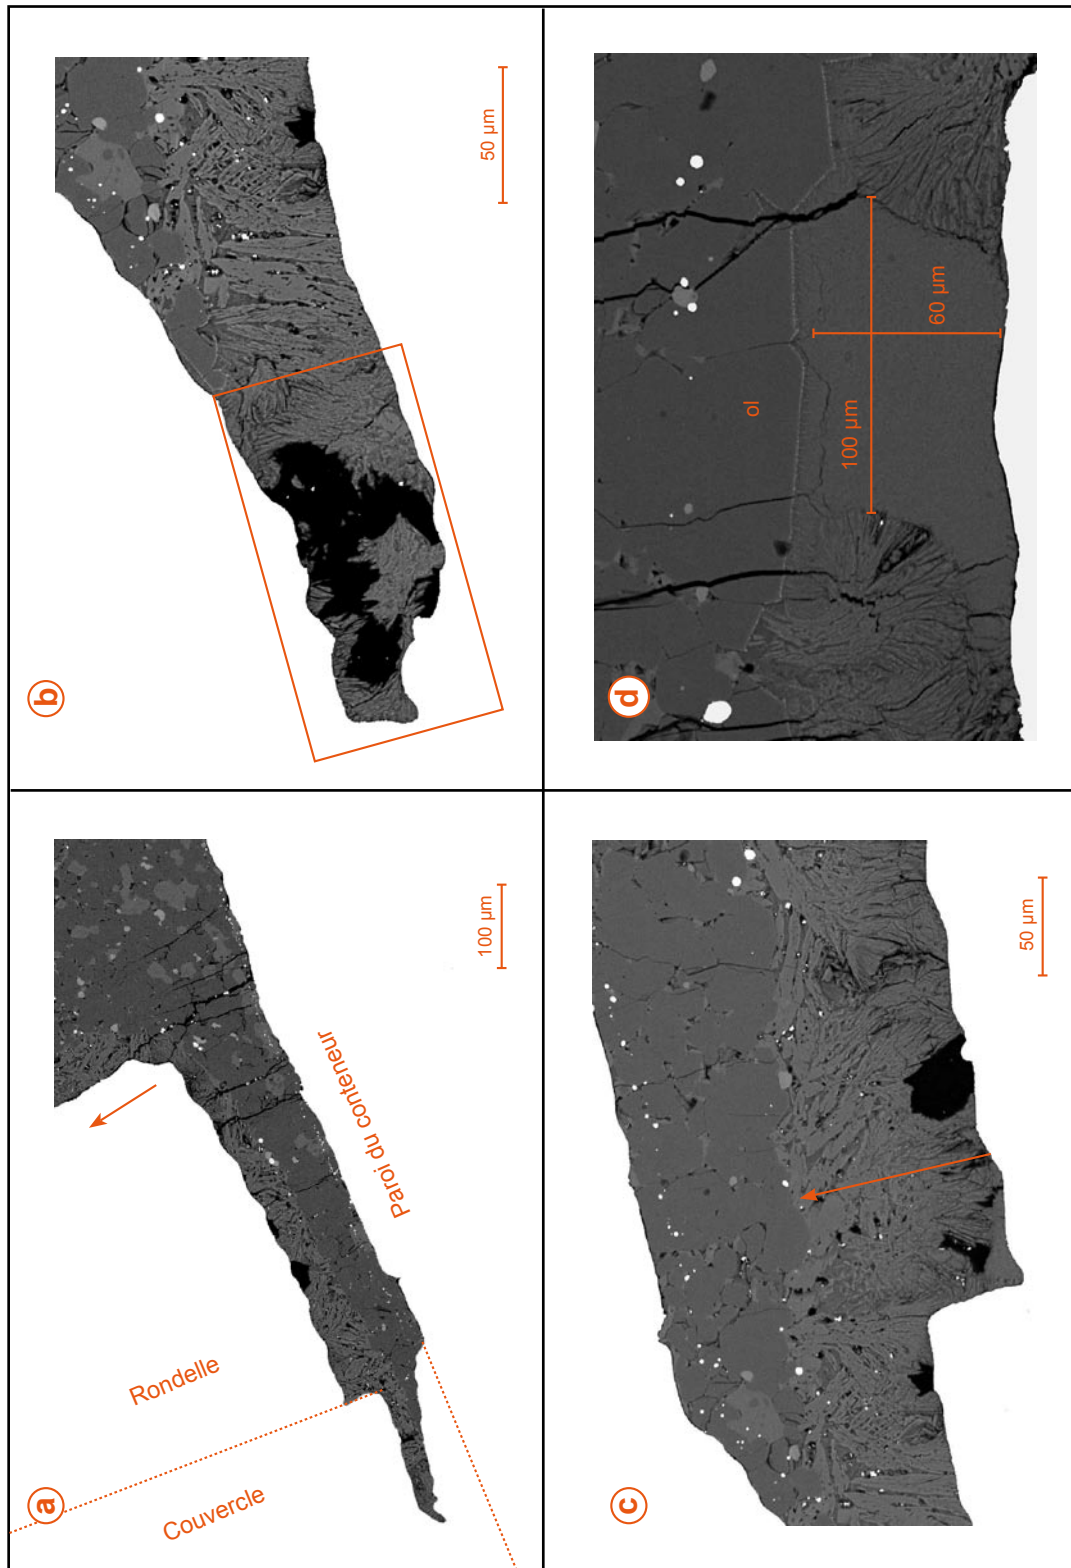 a
Couvercle
Rondelle
Paroi du conteneur
100 µm
b
50 µm
c
50 µm
d
ol
100 µm
60 µm